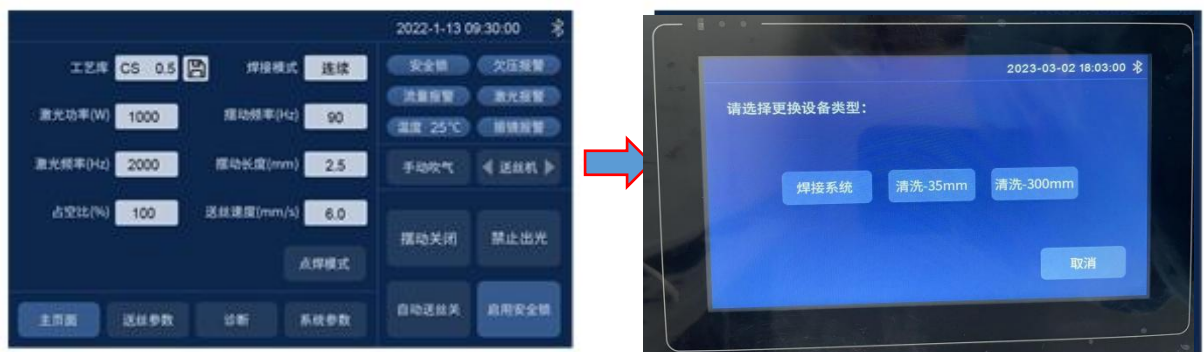 2022-1-13 09:30:00
工艺库 CS 0.5 焊接模式 连续
激光功率(W) 1000 摆动频率(Hz) 90
激光频率(Hz) 2000 摆动长度(mm) 2.5
占空比(%) 100 送丝速度(mm/s) 6.0
点焊模式
主页面 送丝参数 诊断 系统参数
安全锁 欠压报警
流量报警 激光报警
温度 25℃
手动吹气 送丝机
摆动关闭 禁止出光
自动送丝关 启用安全锁
2023-03-02 18:03:00
请选择更换设备类型:
焊接系统 清洗-35mm 清洗-300mm
取消